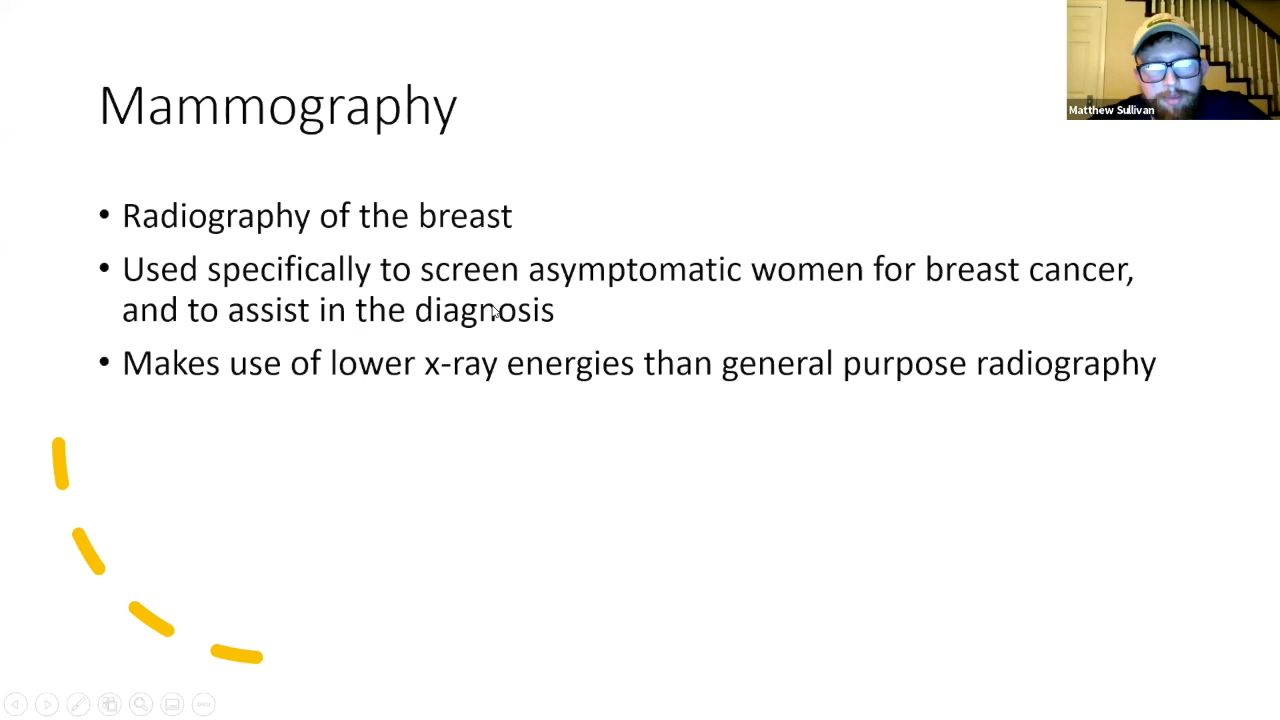 Mammography
Matthew Sullivan
• Radiography of the breast
• Used specifically to screen asymptomatic women for breast cancer,
and to assist in the diagnosis
• Makes use of lower x-ray energies than general purpose radiography